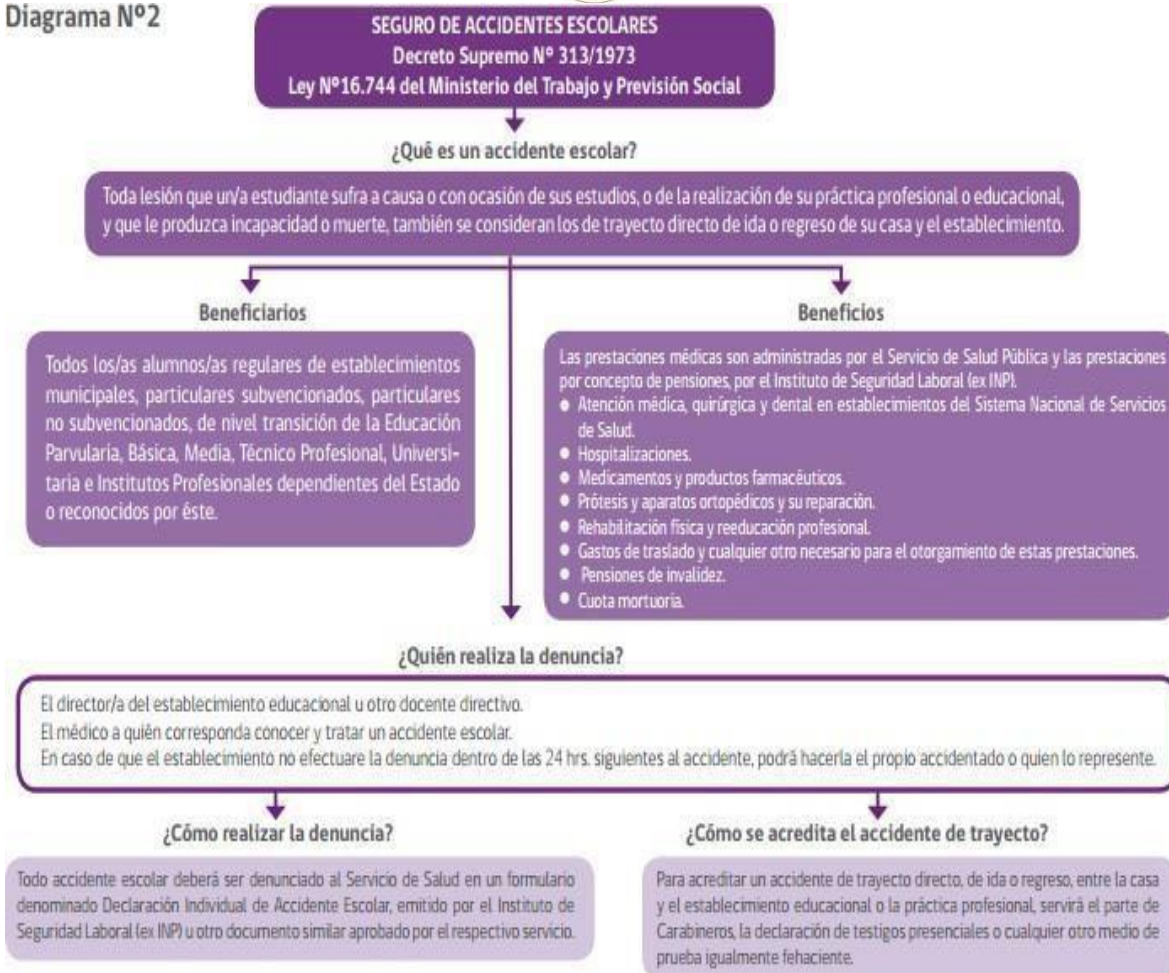 Diagrama Nº2
SEGURO DE ACCIDENTES ESCOLARES
Decreto Supremo Nº 313/1973
Ley Nº16.744 del Ministerio del Trabajo y Previsión Social
¿Qué es un accidente escolar?
Toda lesión que un/a estudiante sufra a causa o con ocasión de sus estudios, o de la realización de su práctica profesional o educacional,
y que le produzca incapacidad o muerte, también se consideran los de trayecto directo de ida o regreso de su casa y el establecimiento.
Beneficiarios
Todos los/as alumnos/as regulares de establecimientos
municipales, particulares subvencionados, particulares
no subvencionados, de nivel transición de la Educación
Parvularia, Básica, Media, Técnico Profesional, Universi-
taria e Institutos Profesionales dependientes del Estado
o reconocidos por éste.
Beneficios
Las prestaciones médicas son administradas por el Servicio de Salud Pública y las prestaciones
por concepto de pensiones, por el Instituto de Seguridad Laboral (ex INP).
● Atención médica, quirúrgica y dental en establecimientos del Sistema Nacional de Servicios
de Salud.
● Hospitalizaciones.
● Medicamentos y productos farmacéuticos.
● Prótesis y aparatos ortopédicos y su reparación.
● Rehabilitación física y reeducación profesional.
● Gastos de traslado y cualquier otro necesario para el otorgamiento de estas prestaciones.
● Pensiones de invalidez.
● Cuota mortuoria.
¿Quién realiza la denuncia?
El director/a del establecimiento educacional u otro docente directivo.
El médico a quién corresponda conocer y tratar un accidente escolar.
En caso de que el establecimiento no efectuare la denuncia dentro de las 24 hrs. siguientes al accidente, podrá hacerla el propio accidentado o quien lo represente.
¿Cómo realizar la denuncia?
Todo accidente escolar deberá ser denunciado al Servicio de Salud en un formulario
denominado Declaración Individual de Accidente Escolar, emitido por el Instituto de
Seguridad Laboral (ex INP) u otro documento similar aprobado por el respectivo servicio.
¿Cómo se acredita el accidente de trayecto?
Para acreditar un accidente de trayecto directo, de ida o regreso, entre la casa
y el establecimiento educacional o la práctica profesional, servirá el parte de
Carabineros, la declaración de testigos presenciales o cualquier otro medio de
prueba igualmente fehaciente.